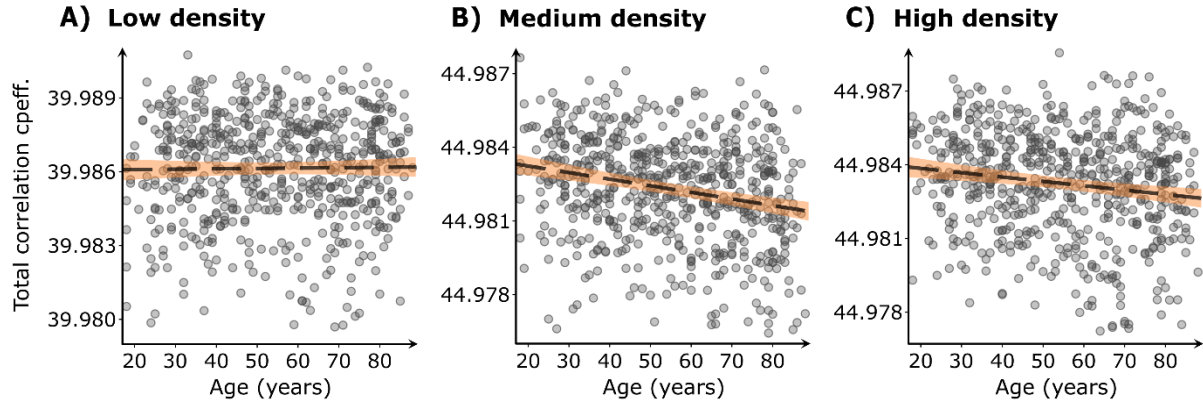 A) Low density
Total correlation cpeff.
39.989
39.986
39.983
39.980
20 30 40 50 60 70 80
Age (years)
B) Medium density
44.987
44.984
44.981
44.978
20 30 40 50 60 70 80
Age (years)
C) High density
44.987
44.984
44.981
44.978
20 30 40 50 60 70 80
Age (years)